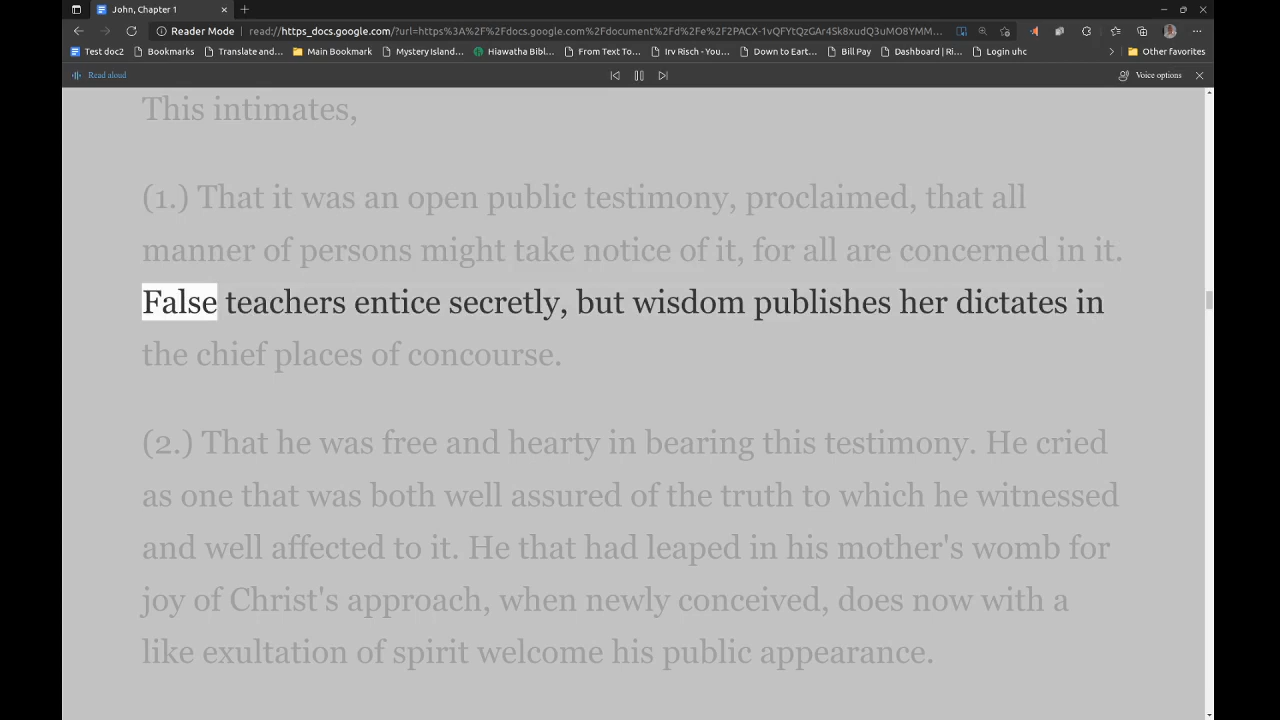 John, Chapter 1
Reader Mode
read://https_docs.google.com/?url=https%3A%2F%2Fdocs.google.com%2Fdocument%2Fd%2Fe%2F2PACX-1vQFYtQzGAr4Sk8xudQ3uMO8YMM...
Test doc2
Bookmarks
Translate and...
Main Bookmark
Mystery Island...
Hiawatha Bibl...
From Text To...
Irv Risch - You...
Down to Eart...
Bill Pay
Dashboard | Ri...
Login uhc
Other favorites
Read aloud
Voice options
This intimates,
(1.) That it was an open public testimony, proclaimed, that all
manner of persons might take notice of it, for all are concerned in it.
False teachers entice secretly, but wisdom publishes her dictates in
the chief places of concourse.
(2.) That he was free and hearty in bearing this testimony. He cried
as one that was both well assured of the truth to which he witnessed
and well affected to it. He that had leaped in his mother's womb for
joy of Christ's approach, when newly conceived, does now with a
like exultation of spirit welcome his public appearance.